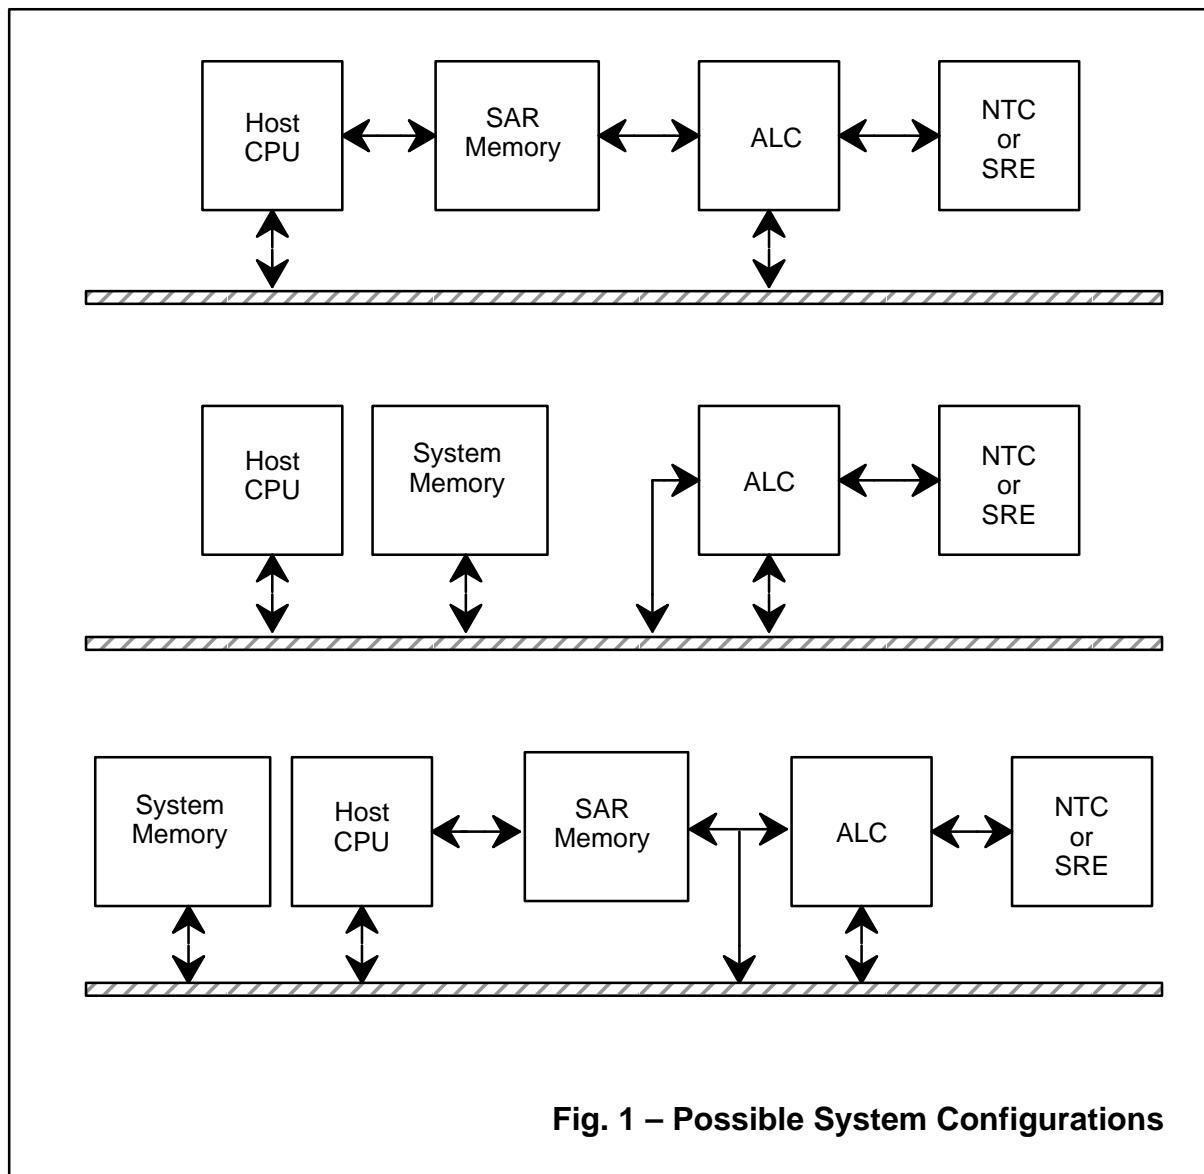 Host
CPU
SAR
Memory
ALC
NTC
or
SRE
Host
CPU
System
Memory
ALC
NTC
or
SRE
System
Memory
Host
CPU
SAR
Memory
ALC
NTC
or
SRE
Fig. 1 – Possible System Configurations